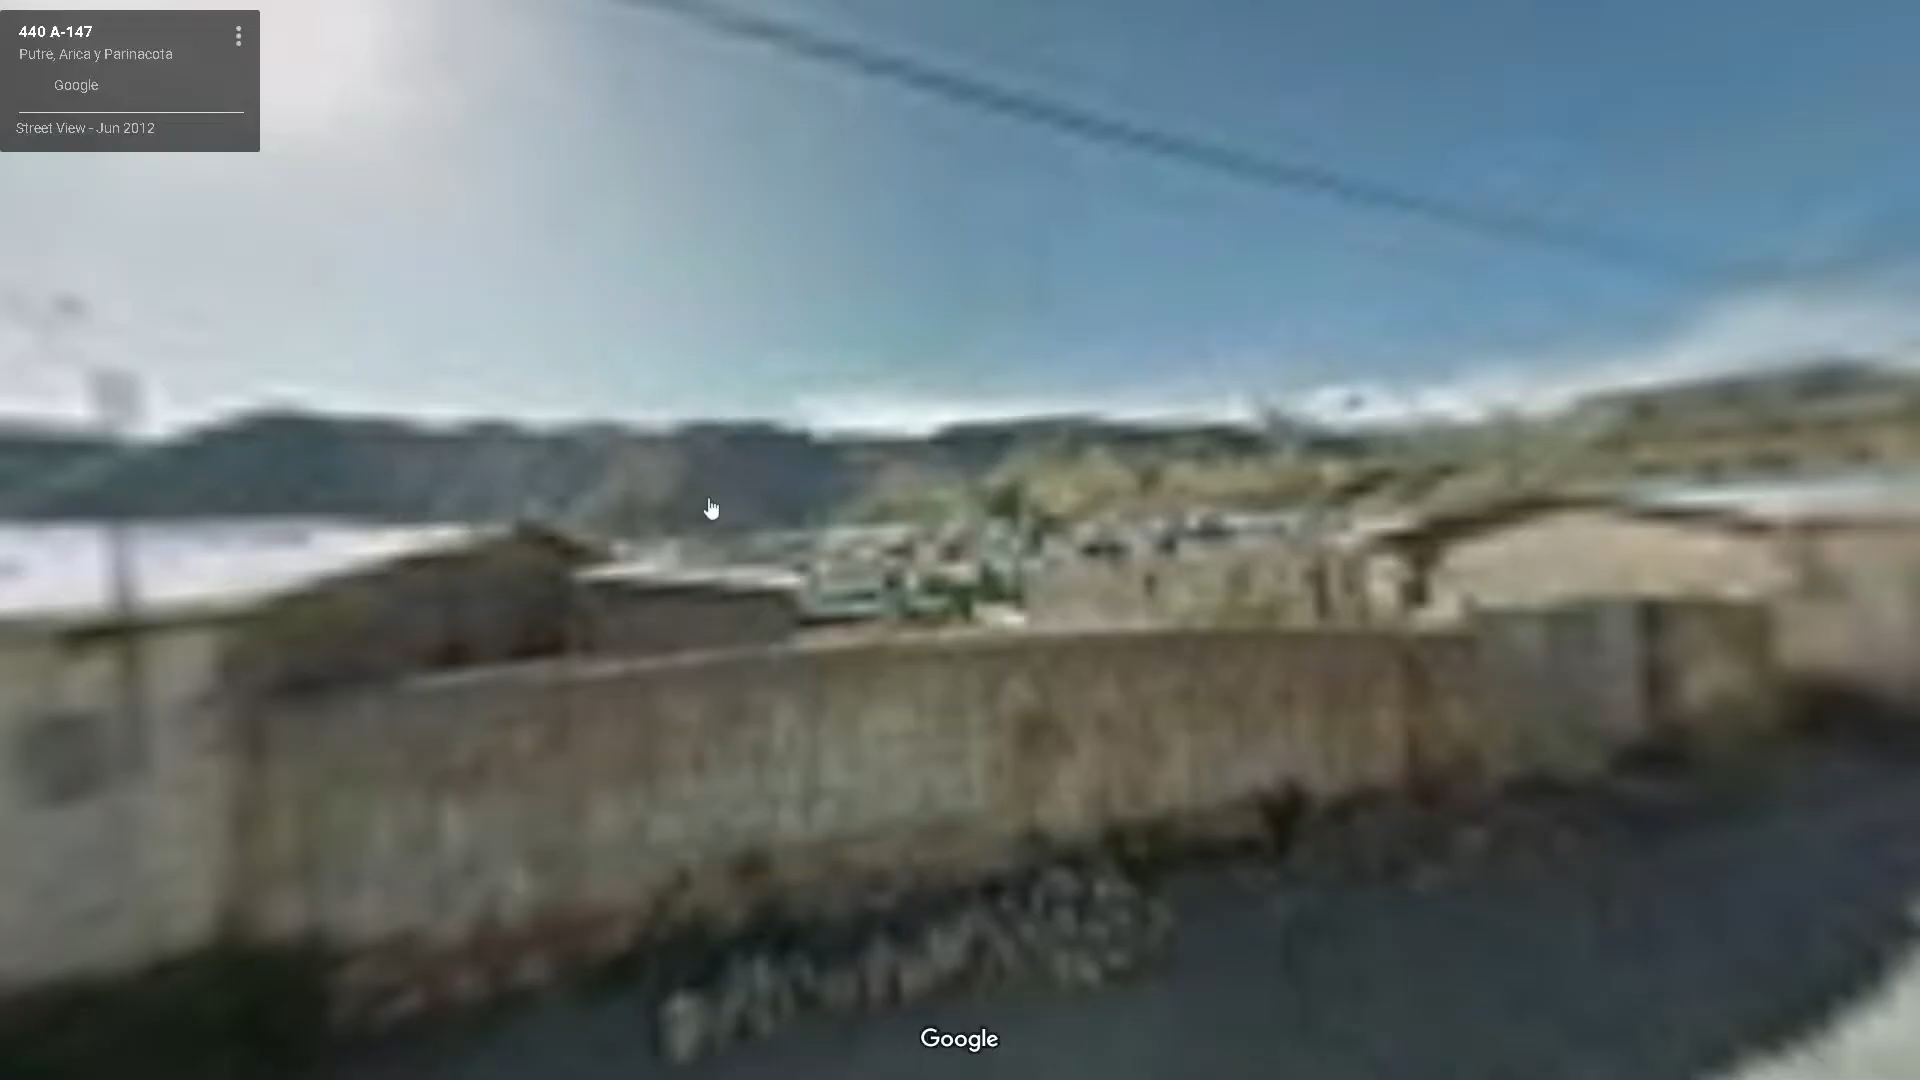 440 A-147
Putre, Arica y Parinacota
Google
Street View - Jun 2012
Google